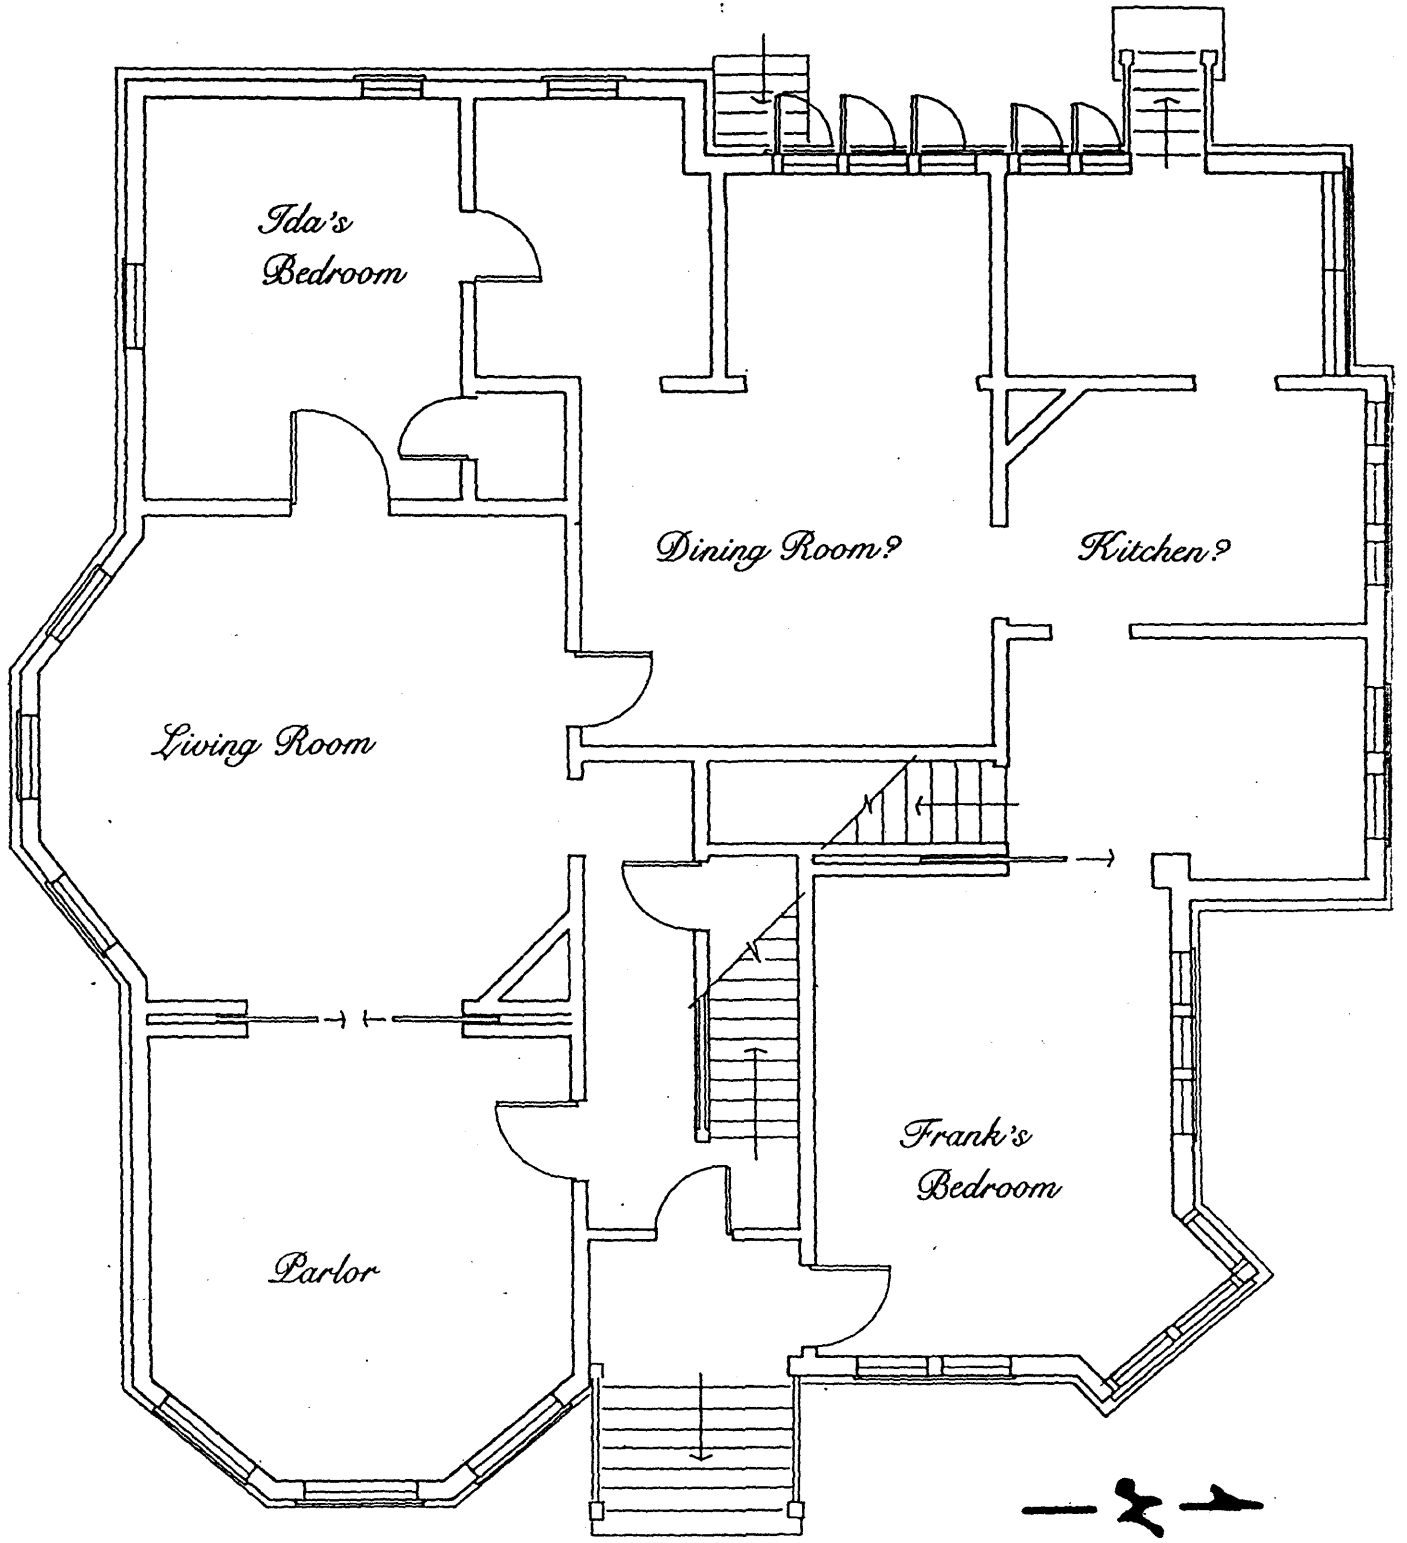 Ida's
Bedroom
Dining Room?
Kitchen?
Living Room
Frank's
Bedroom
Parlor
N